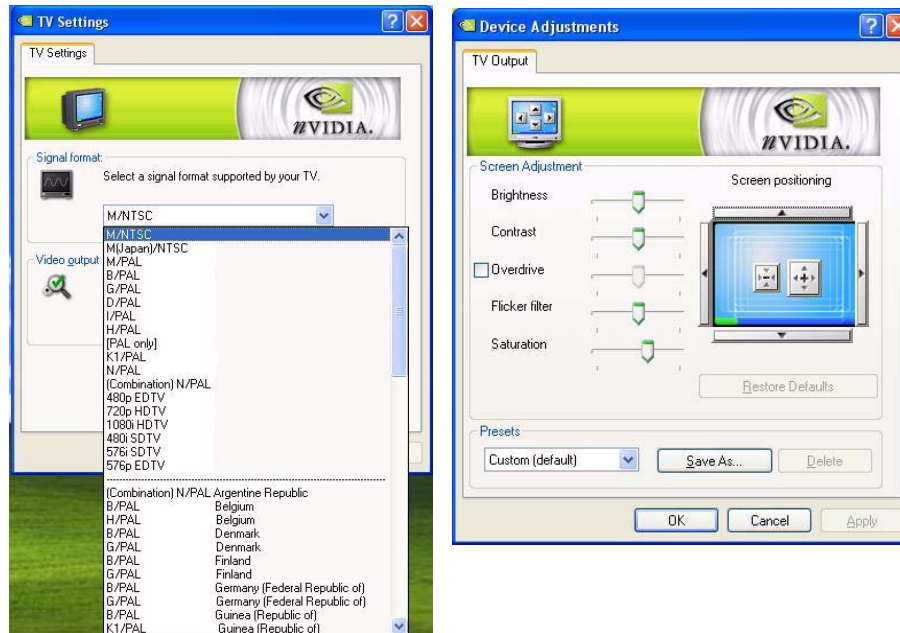 TV Settings
TV Settings
nVIDIA.
Signal format:
Select a signal format supported by your TV.
M/NTSC
Video output
M/NTSC
M(Japan)/NTSC
M/PAL
B/PAL
G/PAL
D/PAL
I/PAL
H/PAL
[PAL only]
K1/PAL
N/PAL
(Combination) N/PAL
480p EDTV
720p HDTV
1080i HDTV
480i SDTV
576i SDTV
576p EDTV
(Combination) N/PAL Argentine Republic
B/PAL Belgium
H/PAL Belgium
B/PAL Denmark
G/PAL Denmark
B/PAL Finland
G/PAL Finland
B/PAL Germany (Federal Republic of)
G/PAL Germany (Federal Republic of)
B/PAL Guinea (Republic of)
K1/PAL Guinea (Republic of)
Device Adjustments
TV Output
nVIDIA.
Screen Adjustment
Screen positioning
Brightness
Contrast
Overdrive
Flicker filter
Saturation
Restore Defaults
Presets
Custom (default)
Save As...
Delete
OK
Cancel
Apply